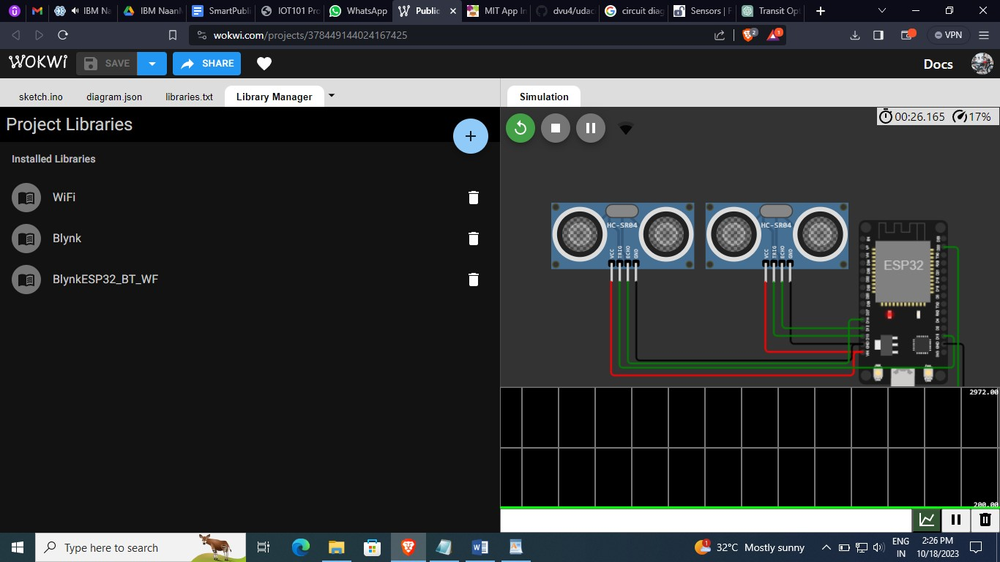 IBM Na
IBM NaanM
SmartPubli
IOT101 Pro
WhatsApp
Public
MIT App In
dvu4/udac
circuit diag
Sensors | F
Transit Opt
wokwi.com/projects/378449144024167425
2
1
VPN
WOKWI
SAVE
SHARE
Docs
sketch.ino
diagram.json
libraries.txt
Library Manager
Simulation
Project Libraries
00:26.165
17%
Installed Libraries
WiFi
Blynk
BlynkESP32_BT_WF
HC-SR04
VCC
TRIG
ECHO
GND
HC-SR04
VCC
TRIG
ECHO
GND
ESP32
2972.00
200.00
Type here to search
1
32°C Mostly sunny
ENG
IN
2:26 PM
10/18/2023